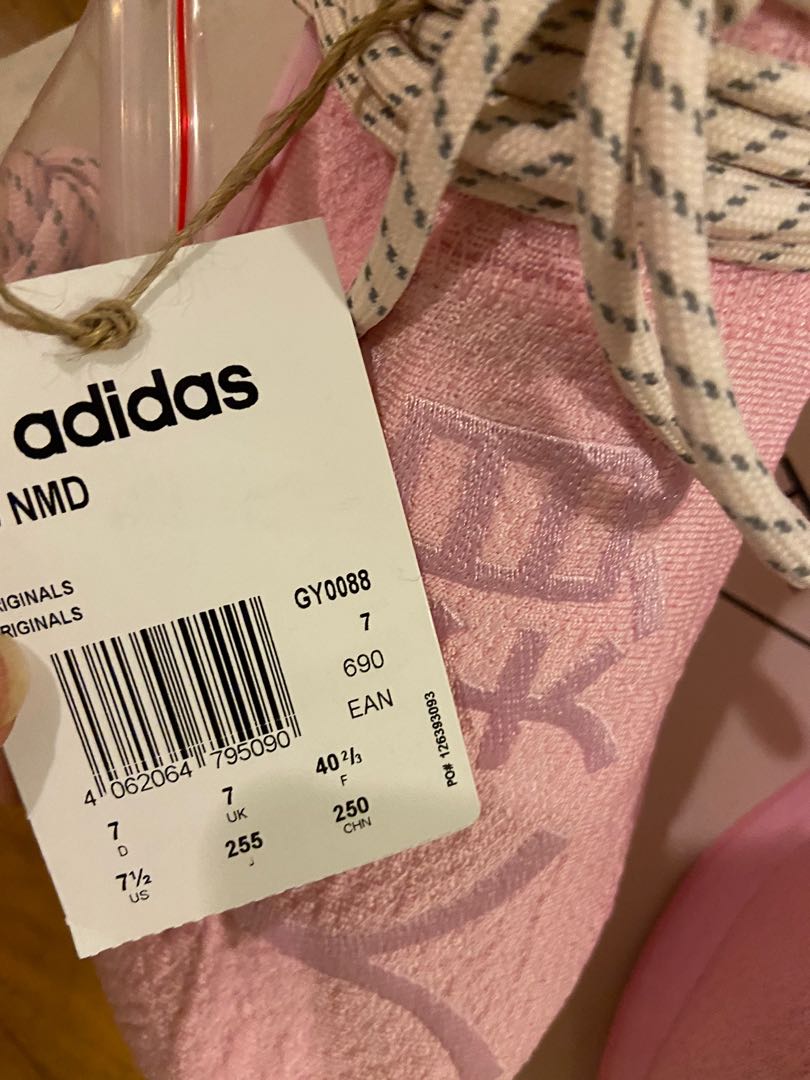 adidas
NMD
RIGINALS
RIGINALS
GY0088
7
690
EAN
4 062064 795090
PO# 126393093
7
D
7
UK
40 2/3
F
7 1/2
US
255
J
250
CHN